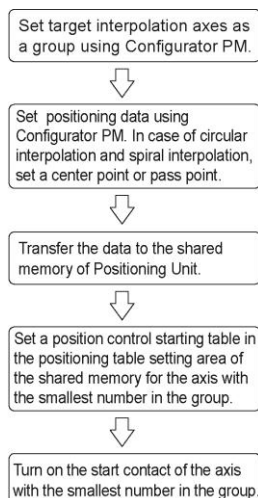 Set target interpolation axes as
a group using Configurator PM.
Set positioning data using
Configurator PM. In case of circular
interpolation and spiral interpolation,
set a center point or pass point.
Transfer the data to the shared
memory of Positioning Unit.
Set a position control starting table in
the positioning table setting area of
the shared memory for the axis with
the smallest number in the group.
Turn on the start contact of the axis
with the smallest number in the group.